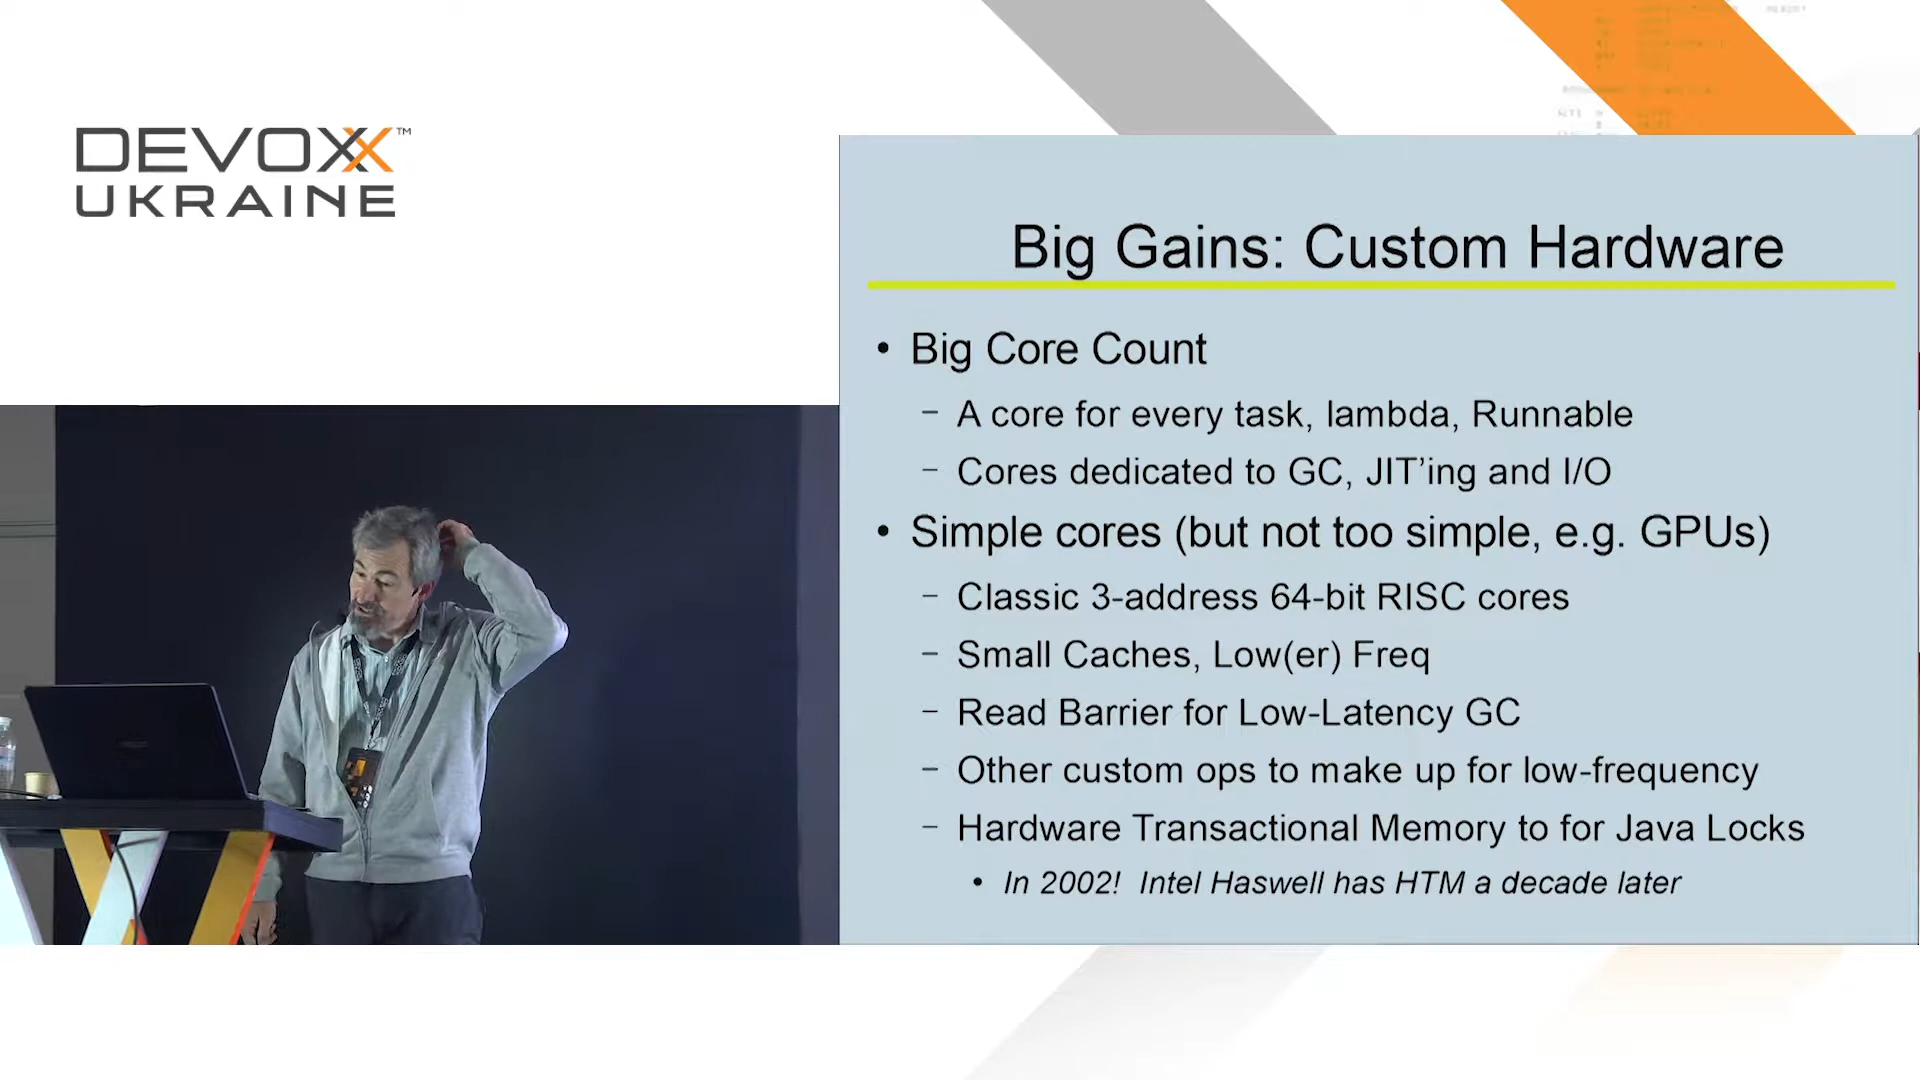 DEVOXX™
UKRAINE
Big Gains: Custom Hardware
• Big Core Count
– A core for every task, lambda, Runnable
– Cores dedicated to GC, JIT’ing and I/O
• Simple cores (but not too simple, e.g. GPUs)
– Classic 3-address 64-bit RISC cores
– Small Caches, Low(er) Freq
– Read Barrier for Low-Latency GC
– Other custom ops to make up for low-frequency
– Hardware Transactional Memory to for Java Locks
• In 2002! Intel Haswell has HTM a decade later